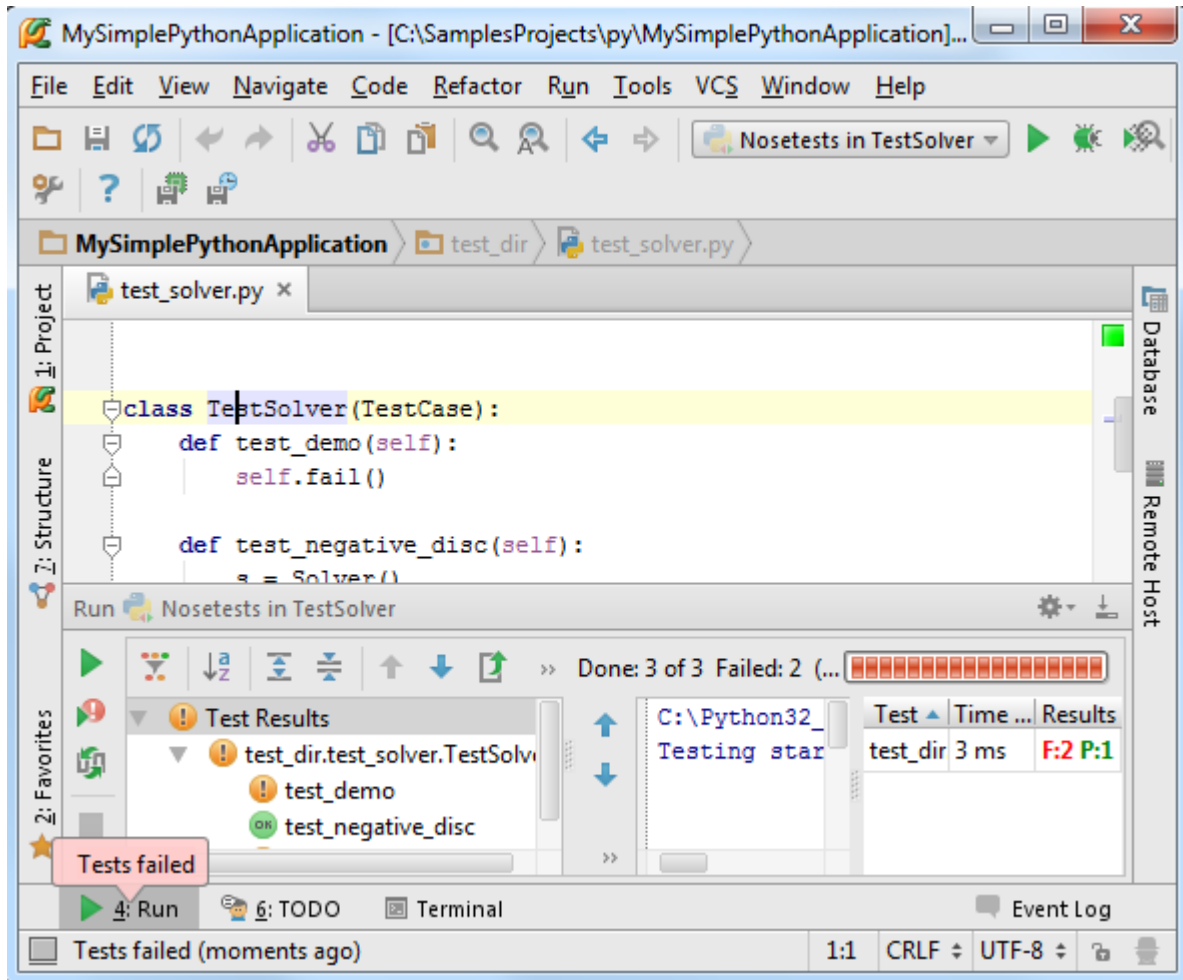 MySimplePythonApplication - [C:\SamplesProjects\py\MySimplePythonApplication]...
File Edit View Navigate Code Refactor Run Tools VCS Window Help
Nosetests in TestSolver
MySimplePythonApplication test_dir test_solver.py
1: Project
7: Structure
2: Favorites
test_solver.py
class TestSolver(TestCase):
def test_demo(self):
self.fail()
def test_negative_disc(self):
s = Solver()
Database
Remote Host
Run Nosetests in TestSolver
Done: 3 of 3 Failed: 2 (...
Test Results
test_dir.test_solver.TestSolve
test_demo
OK test_negative_disc
C:\Python32_
Testing star
Test Time ... Results
test_dir 3 ms F:2 P:1
Tests failed
4: Run 6: TODO Terminal Event Log
Tests failed (moments ago) 1:1 CRLF UTF-8